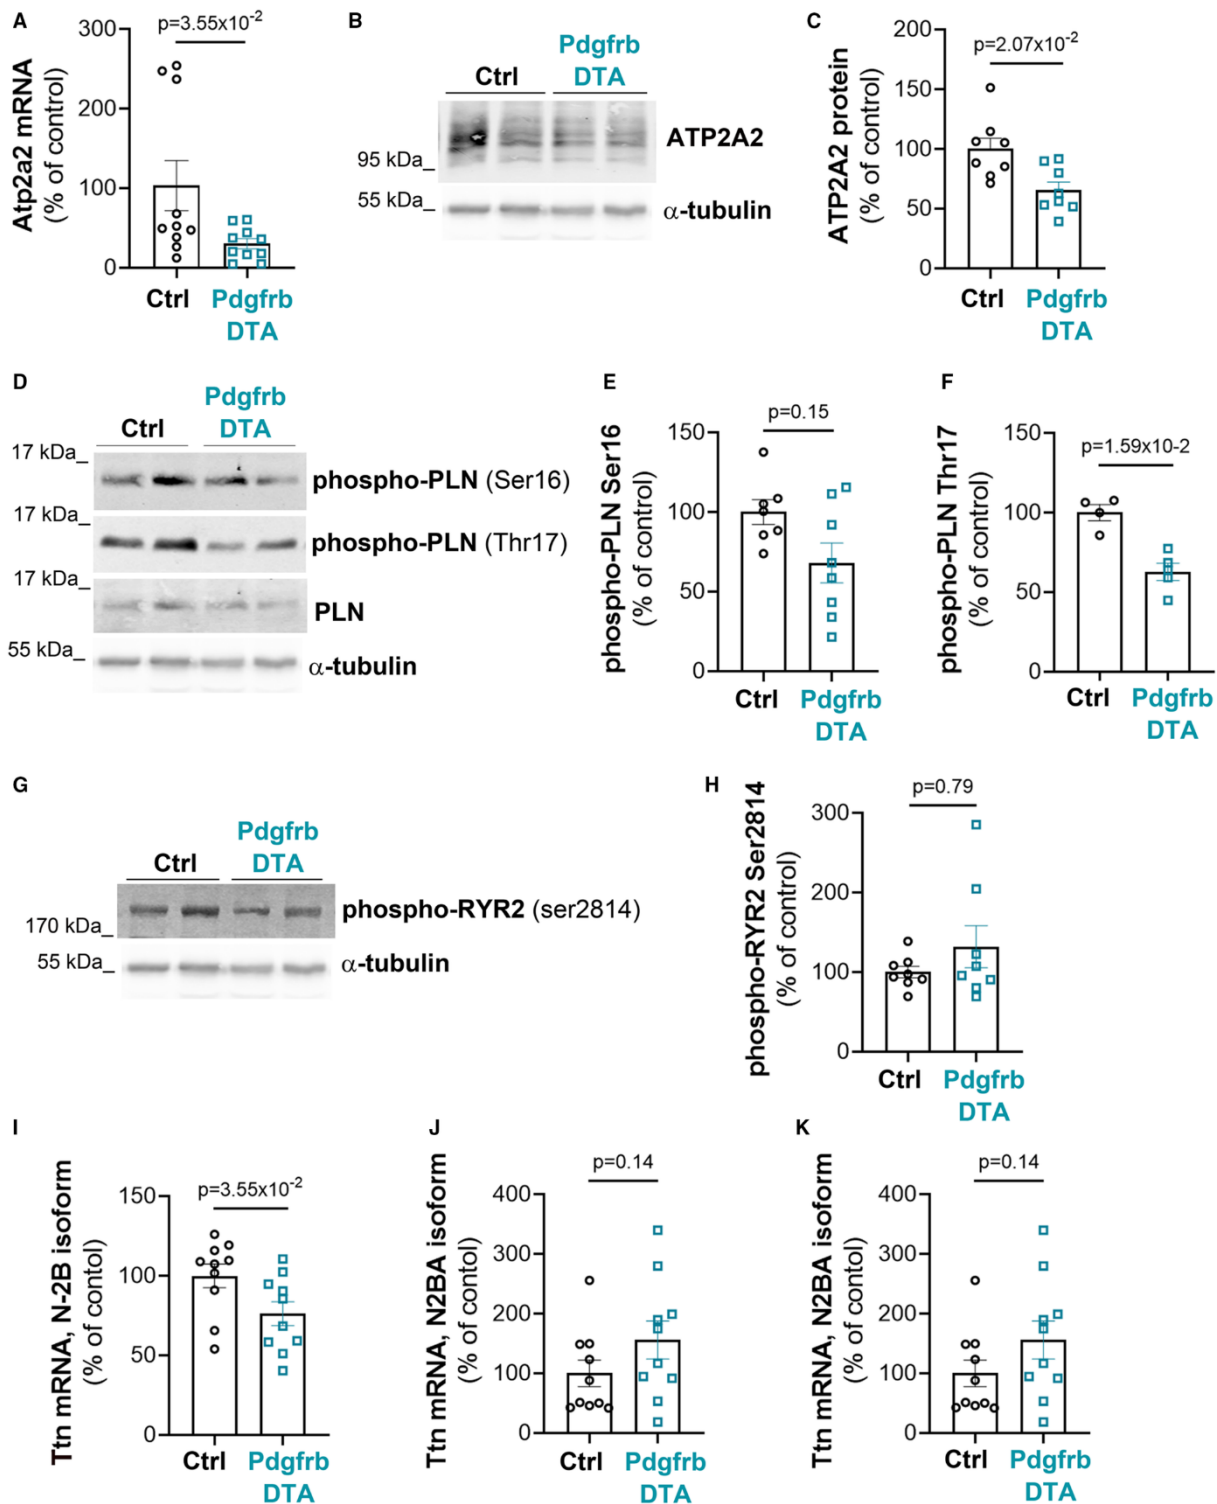 A
Atp2a2 mRNA
(% of control)
p=3.55x10-2
300
200
100
0
Ctrl
Pdgfrb
DTA
B
Ctrl
Pdgfrb
DTA
95 kDa_
ATP2A2
55 kDa_
α-tubulin
C
ATP2A2 protein
(% of control)
p=2.07x10-2
200
150
100
50
0
Ctrl
Pdgfrb
DTA
D
Ctrl
Pdgfrb
DTA
17 kDa_
phospho-PLN (Ser16)
17 kDa_
phospho-PLN (Thr17)
17 kDa_
PLN
55 kDa_
α-tubulin
E
phospho-PLN Ser16
(% of control)
p=0.15
150
100
50
0
Ctrl
Pdgfrb
DTA
F
phospho-PLN Thr17
(% of control)
p=1.59x10-2
150
100
50
0
Ctrl
Pdgfrb
DTA
G
Ctrl
Pdgfrb
DTA
170 kDa_
phospho-RYR2 (ser2814)
55 kDa_
α-tubulin
H
phospho-RYR2 Ser2814
(% of control)
p=0.79
300
200
100
0
Ctrl
Pdgfrb
DTA
I
Ttn mRNA, N-2B isoform
(% of contol)
p=3.55x10-2
150
100
50
0
Ctrl
Pdgfrb
DTA
J
Ttn mRNA, N2BA isoform
(% of contol)
p=0.14
400
300
200
100
0
Ctrl
Pdgfrb
DTA
K
Ttn mRNA, N2BA isoform
(% of contol)
p=0.14
400
300
200
100
0
Ctrl
Pdgfrb
DTA